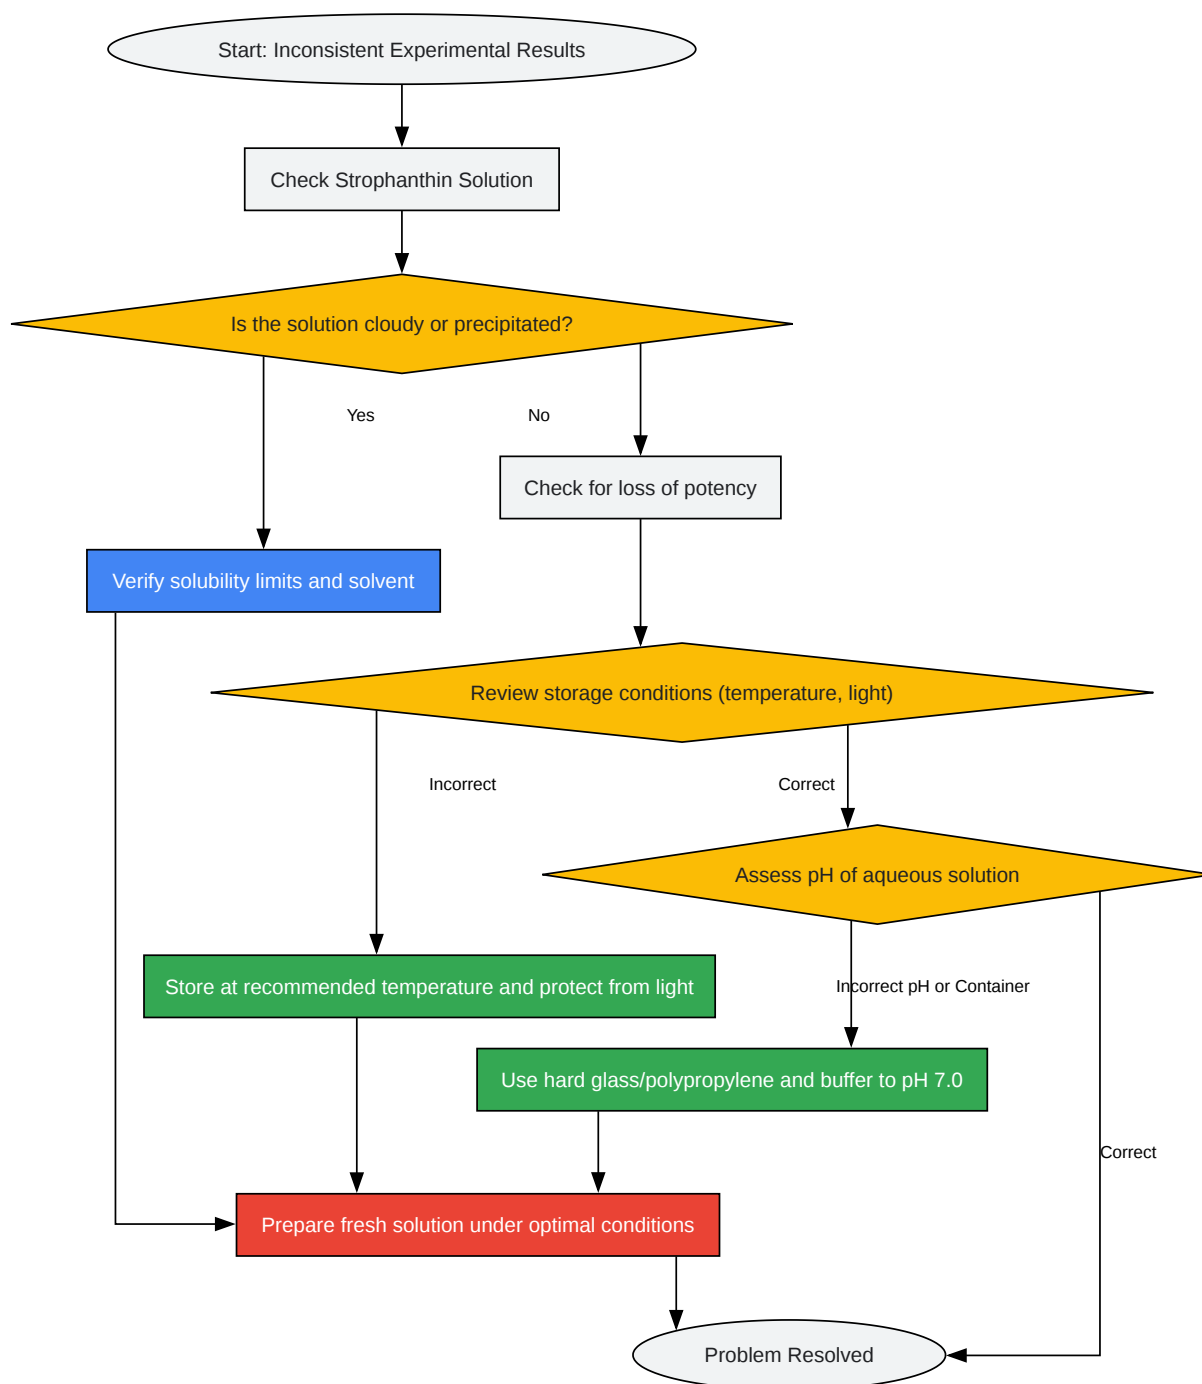 Start: Inconsistent Experimental Results
Check Strophanthin Solution
Is the solution cloudy or precipitated?
Yes
No
Check for loss of potency
Verify solubility limits and solvent
Review storage conditions (temperature, light)
Incorrect
Correct
Assess pH of aqueous solution
Store at recommended temperature and protect from light
Incorrect pH or Container
Use hard glass/polypropylene and buffer to pH 7.0
Correct
Prepare fresh solution under optimal conditions
Problem Resolved